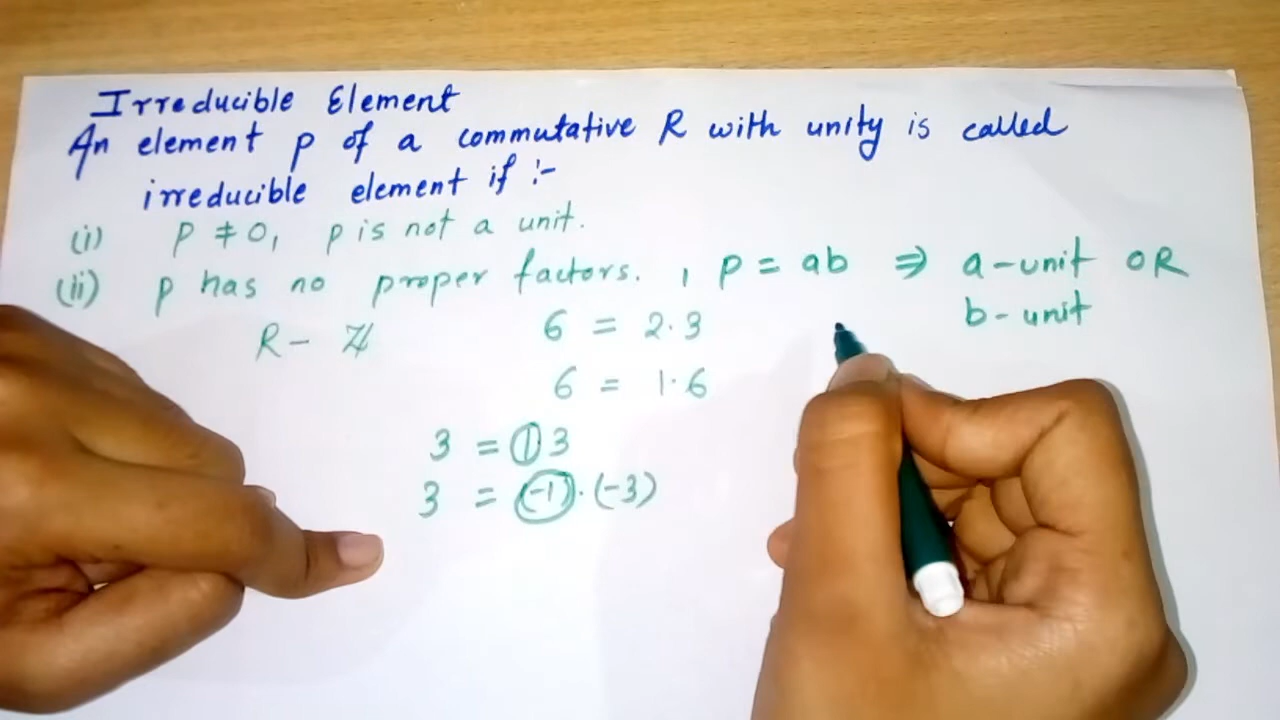 Irreducible Element
An element p of a commutative R with unity is called
irreducible element if :-
(i) P ≠ 0, p is not a unit.
(ii) p has no proper factors. , p = ab ⇒ a-unit OR
b-unit
R - ℤ 6 = 2·3
6 = 1·6
3 = 1 3
3 = (-1)·(-3)